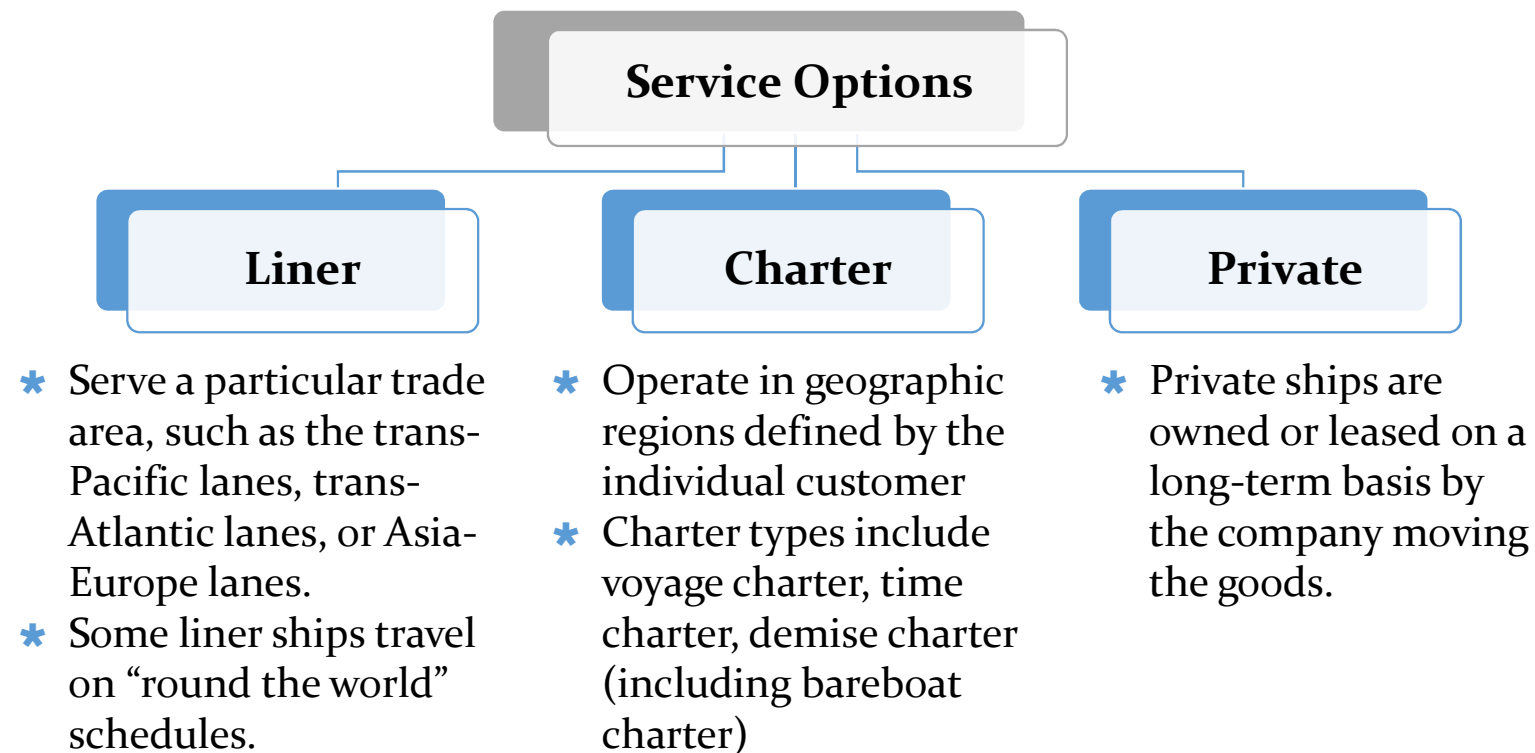 Service Options
Liner
Charter
Private
* Serve a particular trade
area, such as the trans-
Pacific lanes, trans-
Atlantic lanes, or Asia-
Europe lanes.
* Some liner ships travel
on “round the world”
schedules.
* Operate in geographic
regions defined by the
individual customer
* Charter types include
voyage charter, time
charter, demise charter
(including bareboat
charter)
* Private ships are
owned or leased on a
long-term basis by
the company moving
the goods.